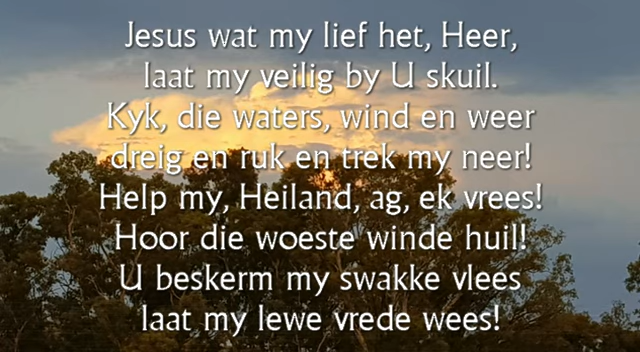 Jesus wat my lief het, Heer,
laat my veilig by U skuil.
Kyk, die waters, wind en weer
dreig en ruk en trek my neer!
Help my, Heiland, ag, ek vrees!
Hoor die woeste winde huil!
U beskerm my swakke vlees
laat my lewe vrede wees!